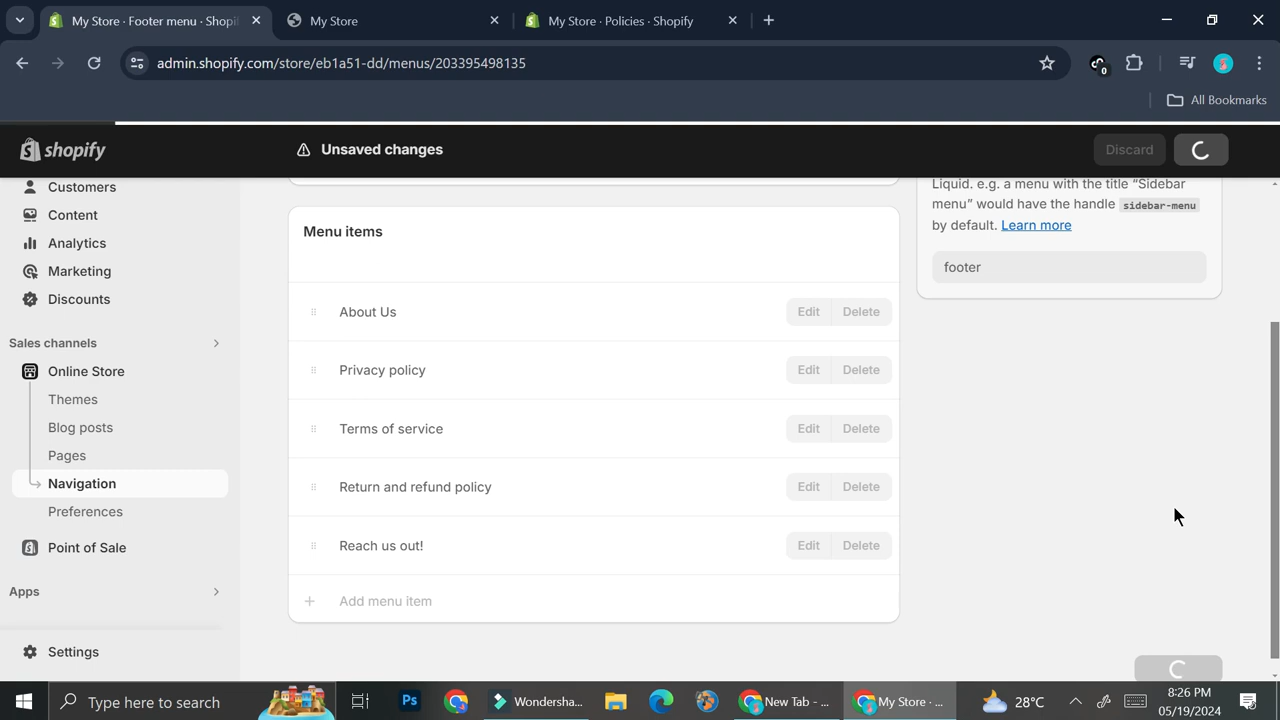 My Store · Footer menu · Shopi
My Store
My Store · Policies · Shopify
admin.shopify.com/store/eb1a51-dd/menus/203395498135
0
All Bookmarks
shopify
Unsaved changes
Discard
Customers
Content
Analytics
Marketing
Discounts
Sales channels
Online Store
Themes
Blog posts
Pages
Navigation
Preferences
Point of Sale
Apps
Settings
Menu items
About Us
Edit
Delete
Privacy policy
Edit
Delete
Terms of service
Edit
Delete
Return and refund policy
Edit
Delete
Reach us out!
Edit
Delete
Add menu item
Liquid. e.g. a menu with the title “Sidebar
menu” would have the handle sidebar-menu
by default. Learn more
footer
Type here to search
Ps
Wondersha...
New Tab - ...
My Store · ...
28°C
8:26 PM
05/19/2024